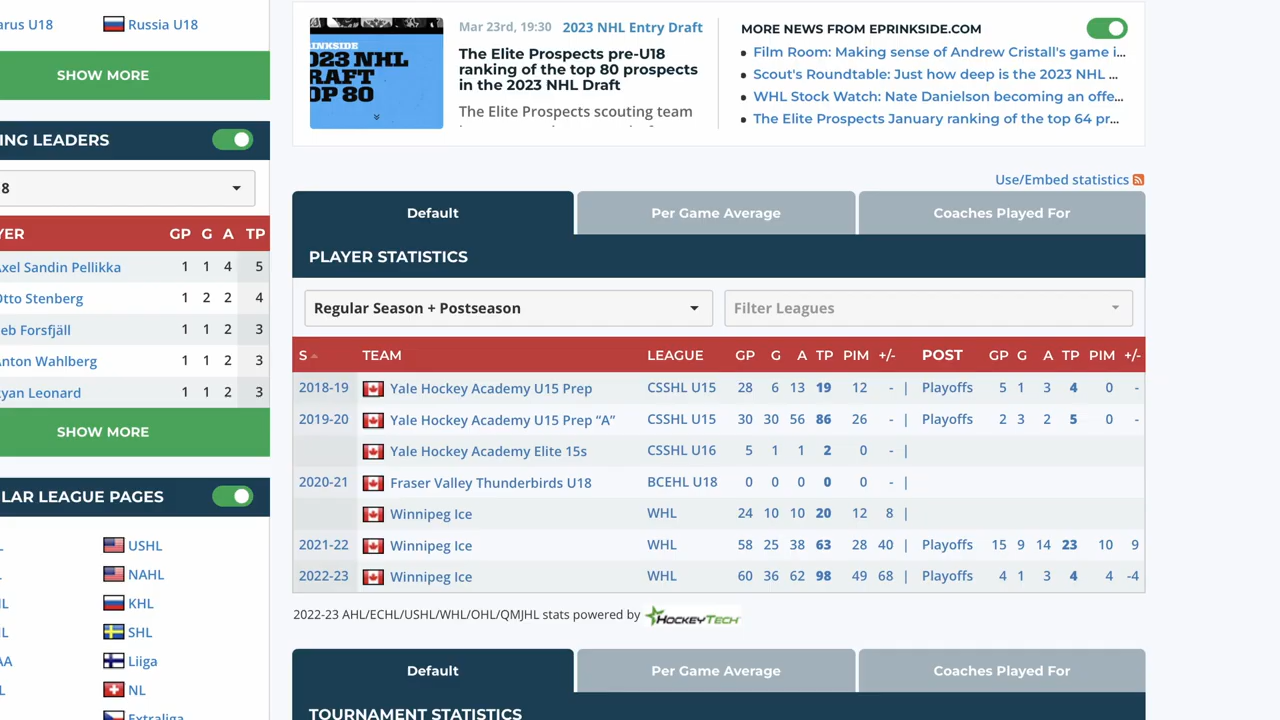 arus U18
Russia U18
SHOW MORE
ING LEADERS
8
YER GP G A TP
Axel Sandin Pellikka 1 1 4 5
Otto Stenberg 1 2 2 4
eb Forsfjäll 1 1 2 3
Anton Wahlberg 1 1 2 3
yan Leonard 1 1 2 3
SHOW MORE
LAR LEAGUE PAGES
L USHL
L NAHL
HL KHL
L SHL
AA Liiga
L NL
Extraliga
INKSIDE
023 NHL
RAFT
OP 80
Mar 23rd, 19:30 2023 NHL Entry Draft
The Elite Prospects pre-U18
ranking of the top 80 prospects
in the 2023 NHL Draft
The Elite Prospects scouting team
MORE NEWS FROM EPRINKSIDE.COM
• Film Room: Making sense of Andrew Cristall's game i...
• Scout's Roundtable: Just how deep is the 2023 NHL ...
• WHL Stock Watch: Nate Danielson becoming an offe...
• The Elite Prospects January ranking of the top 64 pr...
Use/Embed statistics
Default Per Game Average Coaches Played For
PLAYER STATISTICS
Regular Season + Postseason Filter Leagues
S TEAM LEAGUE GP G A TP PIM +/- POST GP G A TP PIM +/-
2018-19 Yale Hockey Academy U15 Prep CSSHL U15 28 6 13 19 12 - | Playoffs 5 1 3 4 0 -
2019-20 Yale Hockey Academy U15 Prep “A” CSSHL U15 30 30 56 86 26 - | Playoffs 2 3 2 5 0 -
Yale Hockey Academy Elite 15s CSSHL U16 5 1 1 2 0 - |
2020-21 Fraser Valley Thunderbirds U18 BCEHL U18 0 0 0 0 0 - |
Winnipeg Ice WHL 24 10 10 20 12 8 |
2021-22 Winnipeg Ice WHL 58 25 38 63 28 40 | Playoffs 15 9 14 23 10 9
2022-23 Winnipeg Ice WHL 60 36 62 98 49 68 | Playoffs 4 1 3 4 4 -4
2022-23 AHL/ECHL/USHL/WHL/OHL/QMJHL stats powered by HOCKEYTECH
Default Per Game Average Coaches Played For
TOURNAMENT STATISTICS